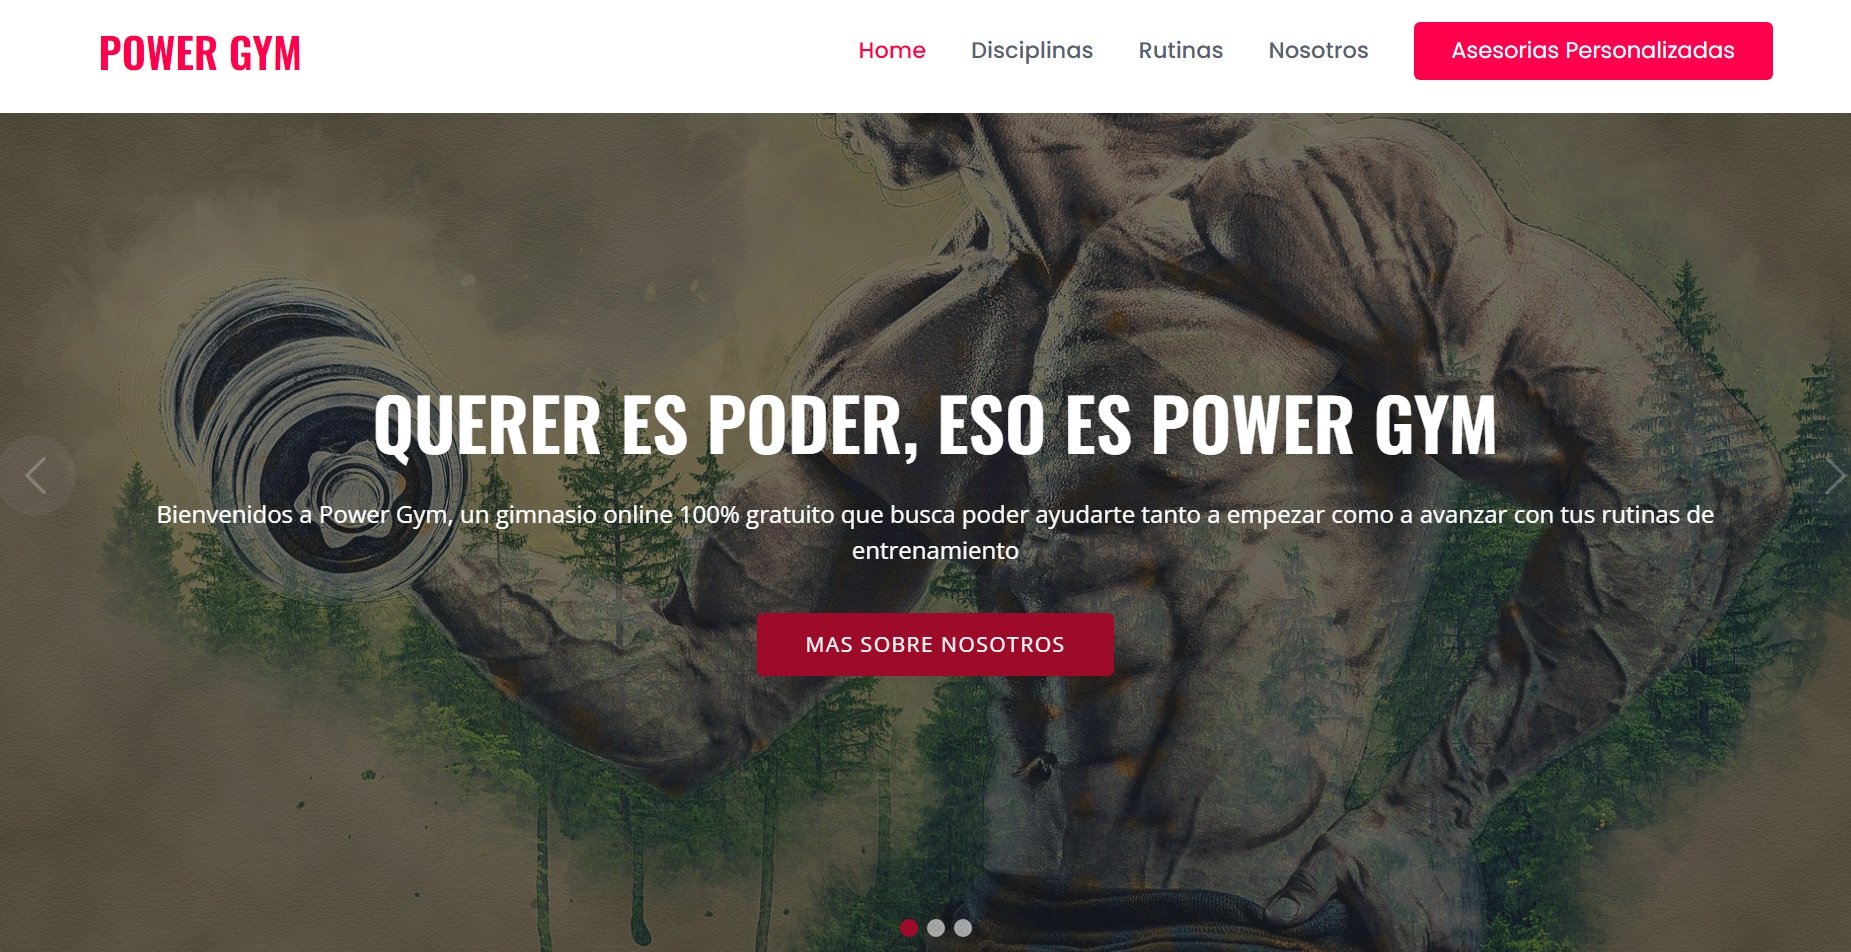 POWER GYM
Home
Disciplinas
Rutinas
Nosotros
Asesorias Personalizadas
QUERER ES PODER, ESO ES POWER GYM
Bienvenidos a Power Gym, un gimnasio online 100% gratuito que busca poder ayudarte tanto a empezar como a avanzar con tus rutinas de
entrenamiento
MAS SOBRE NOSOTROS